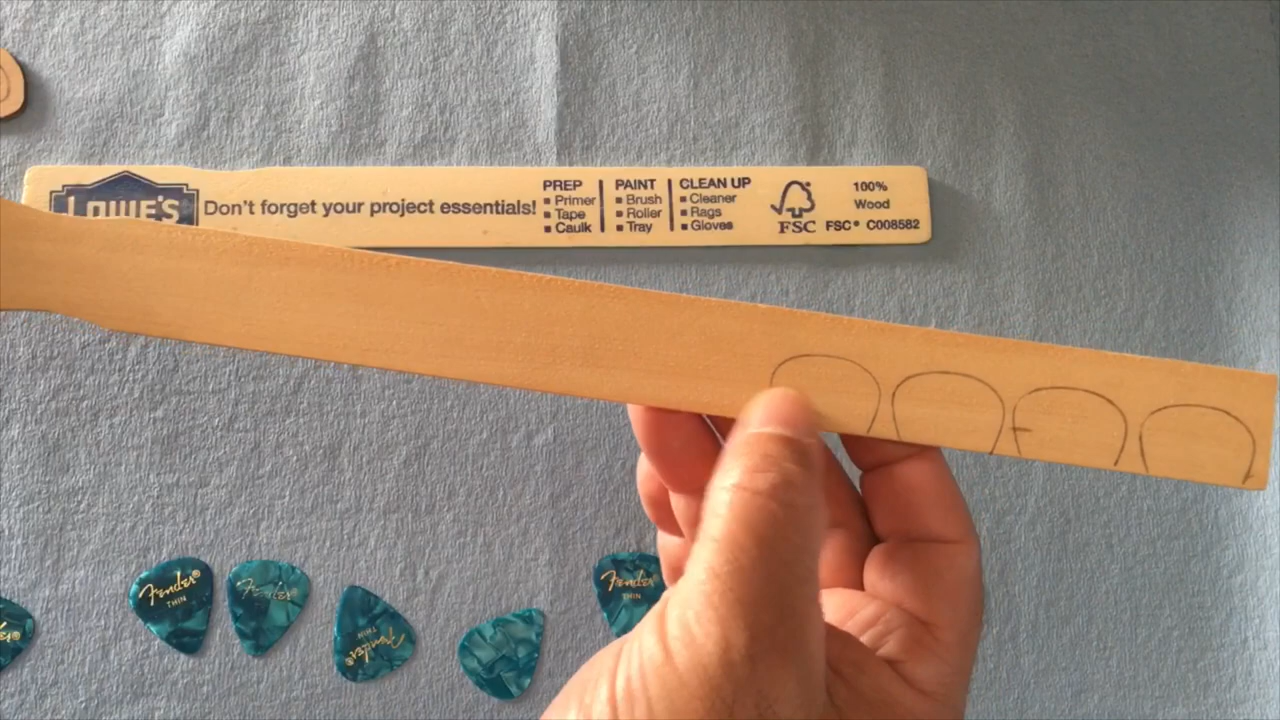 LOWE'S
Don't forget your project essentials!
PREP
▪ Primer
▪ Tape
▪ Caulk
PAINT
▪ Brush
▪ Roller
▪ Tray
CLEAN UP
▪ Cleaner
▪ Rags
▪ Gloves
FSC
100%
Wood
FSC® C008582
Fender®
THIN
Fender®
Fender®
THIN
Fender
THIN